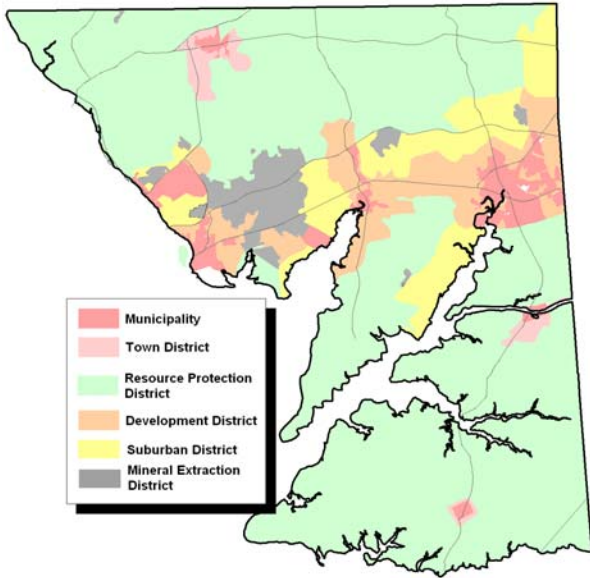 Municipality
Town District
Resource Protection
District
Development District
Suburban District
Mineral Extraction
District